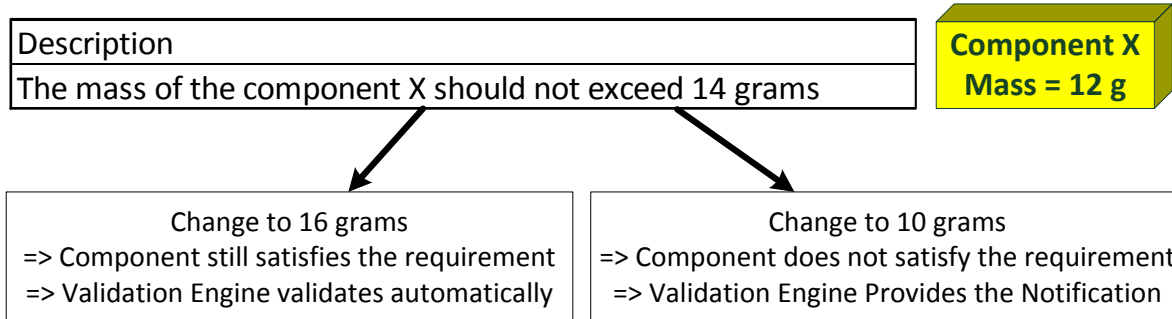 Description
The mass of the component X should not exceed 14 grams
Component X
Mass = 12 g
Change to 16 grams
=> Component still satisfies the requirement
=> Validation Engine validates automatically
Change to 10 grams
=> Component does not satisfy the requirement
=> Validation Engine Provides the Notification